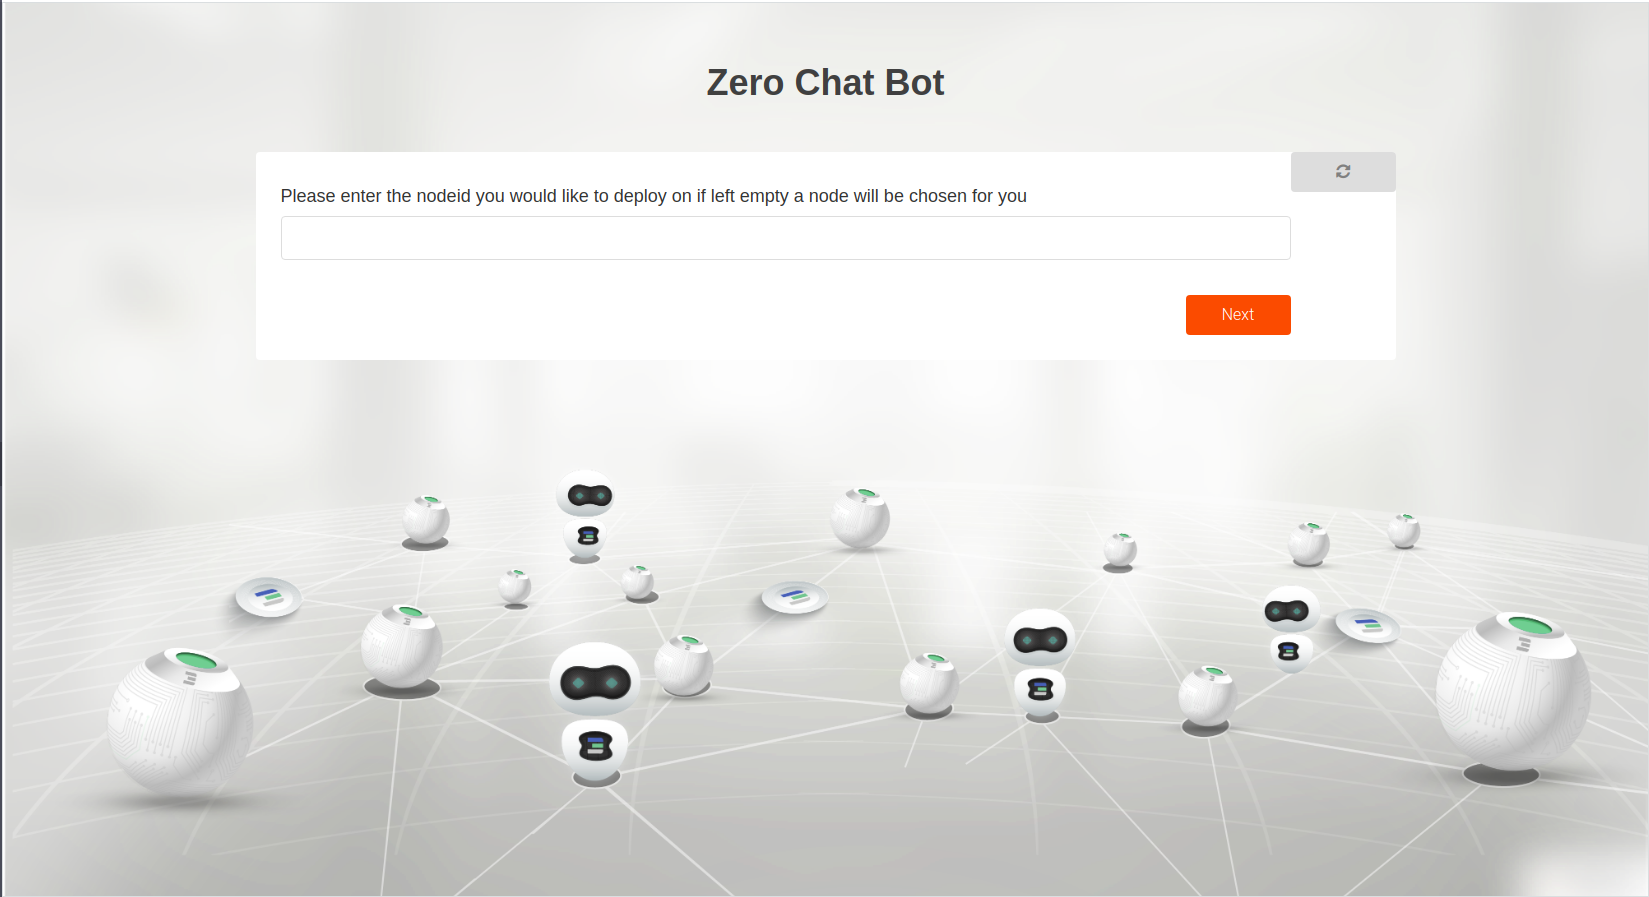 Zero Chat Bot
Please enter the nodeid you would like to deploy on if left empty a node will be chosen for you
Next